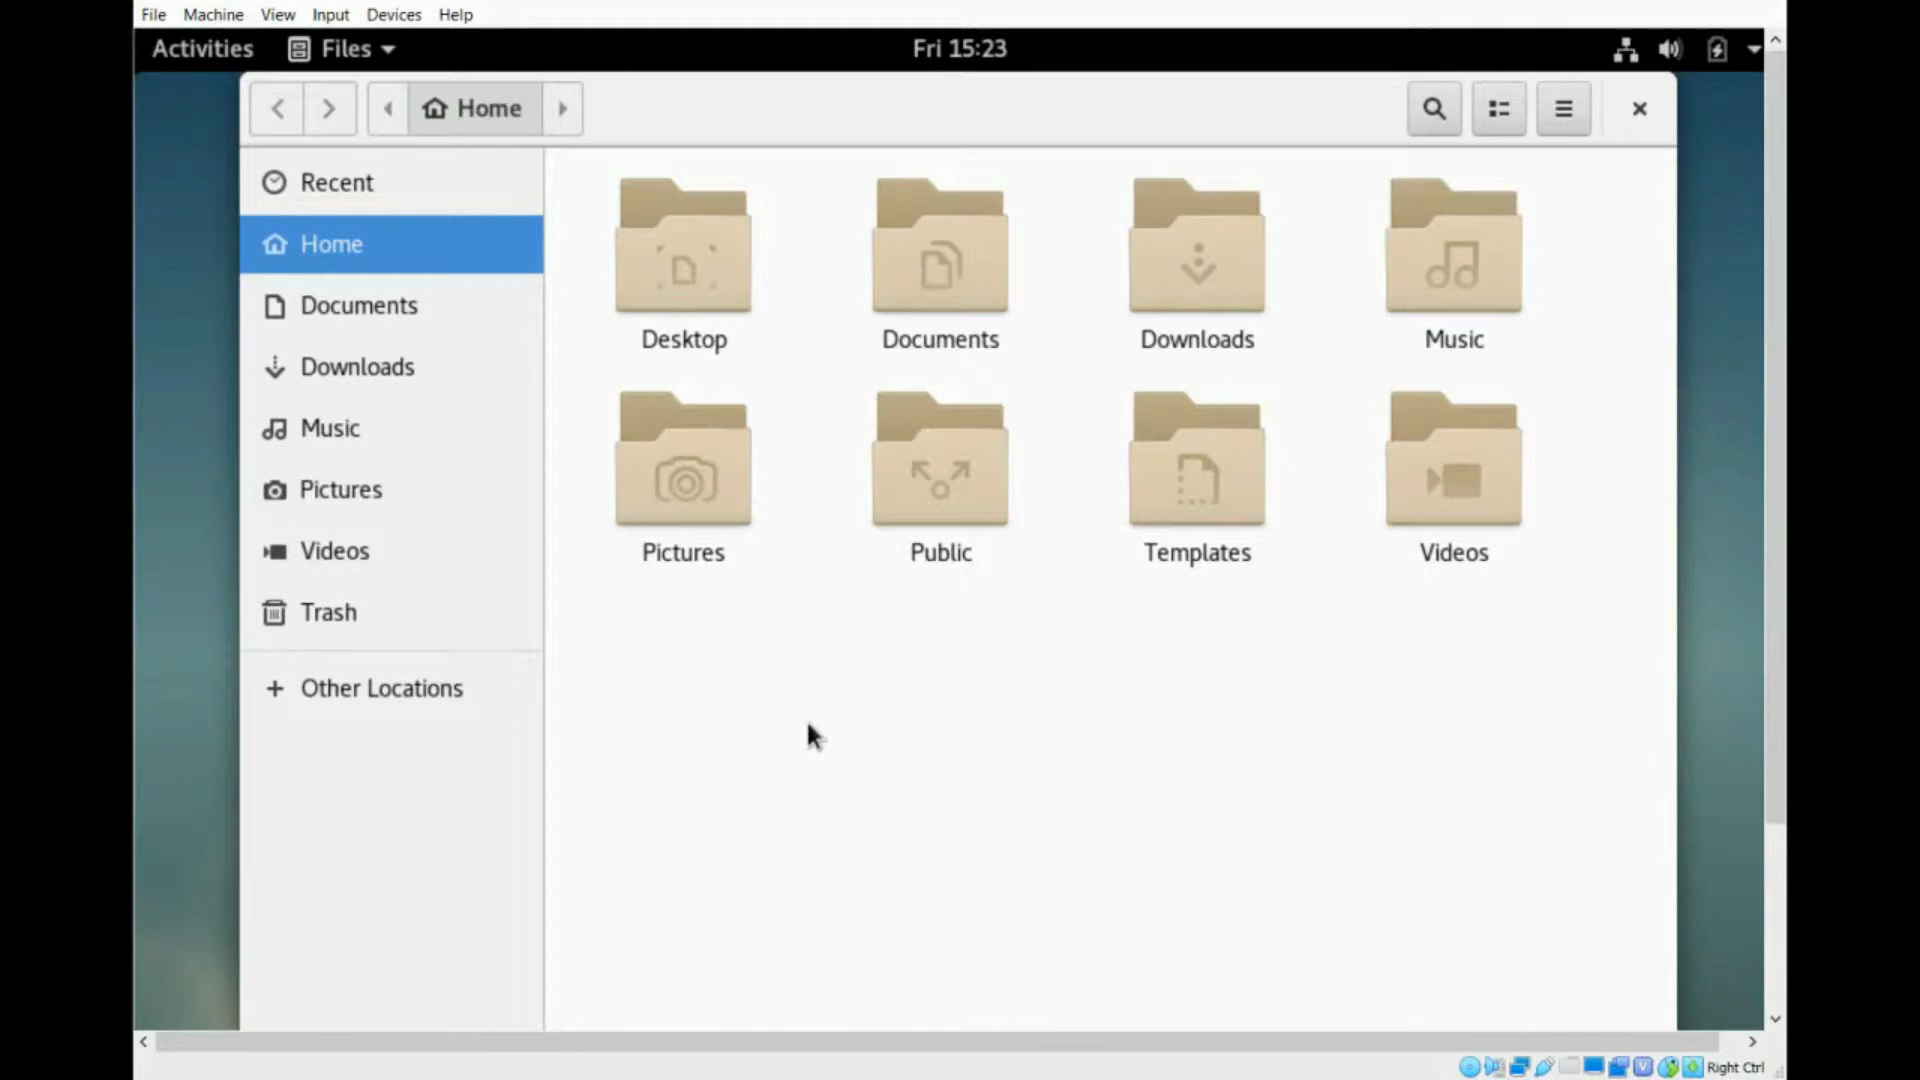 File Machine View Input Devices Help
Activities Files Fri 15:23
Home
Recent
Home
Documents
Downloads
Music
Pictures
Videos
Trash
Other Locations
Desktop Documents Downloads Music
Pictures Public Templates Videos
Right Ctrl